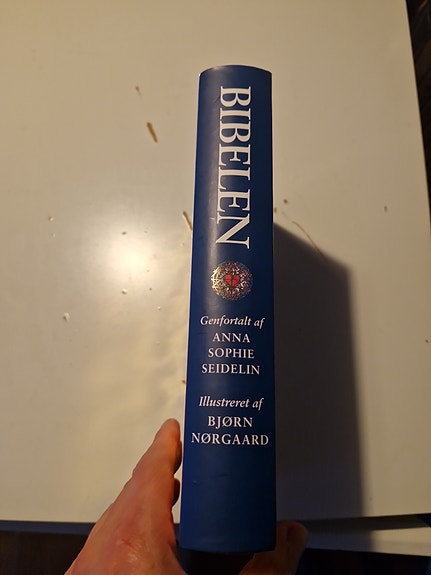 BIBELEN
Genfortalt af
ANNA
SOPHIE
SEIDELIN
Illustreret af
BJØRN
NØRGAARD